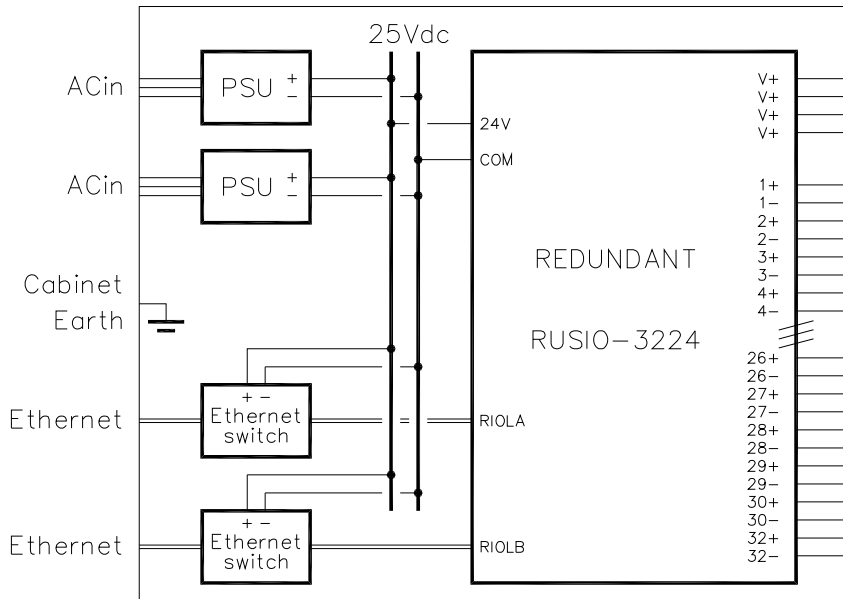 25Vdc
ACin
PSU
+
−
ACin
PSU
+
−
Cabinet
Earth
Ethernet
+ −
Ethernet
switch
Ethernet
+ −
Ethernet
switch
24V
COM
RIOLA
RIOLB
REDUNDANT
RUSIO−3224
V+
V+
V+
V+
1+
1−
2+
2−
3+
3−
4+
4−
26+
26−
27+
27−
28+
28−
29+
29−
30+
30−
32+
32−